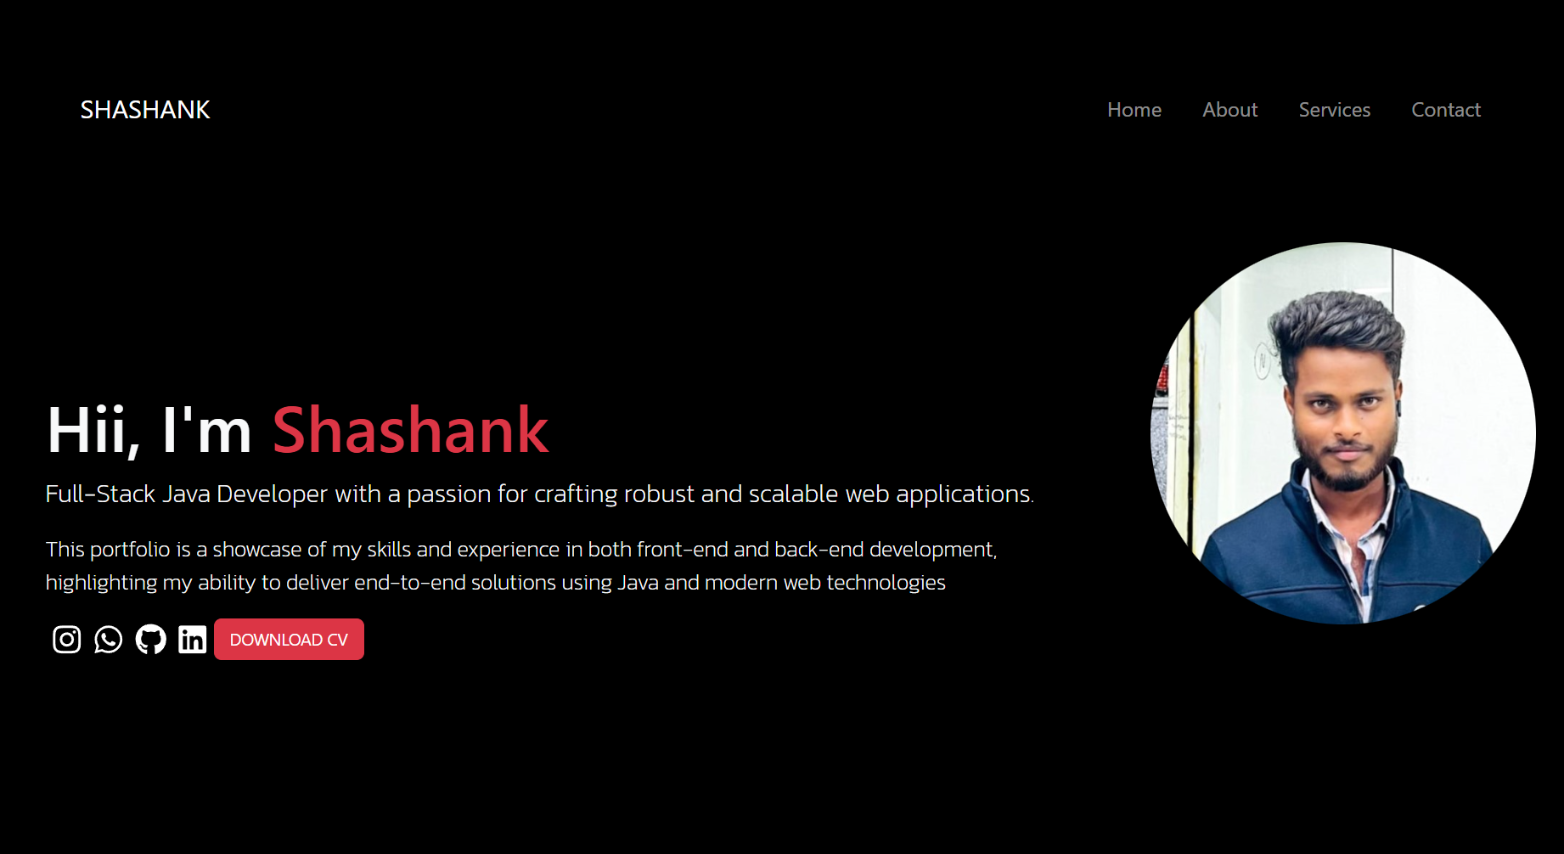 SHASHANK
Home About Services Contact
Hii, I'm Shashank
Full-Stack Java Developer with a passion for crafting robust and scalable web applications.
This portfolio is a showcase of my skills and experience in both front-end and back-end development,
highlighting my ability to deliver end-to-end solutions using Java and modern web technologies
in DOWNLOAD CV